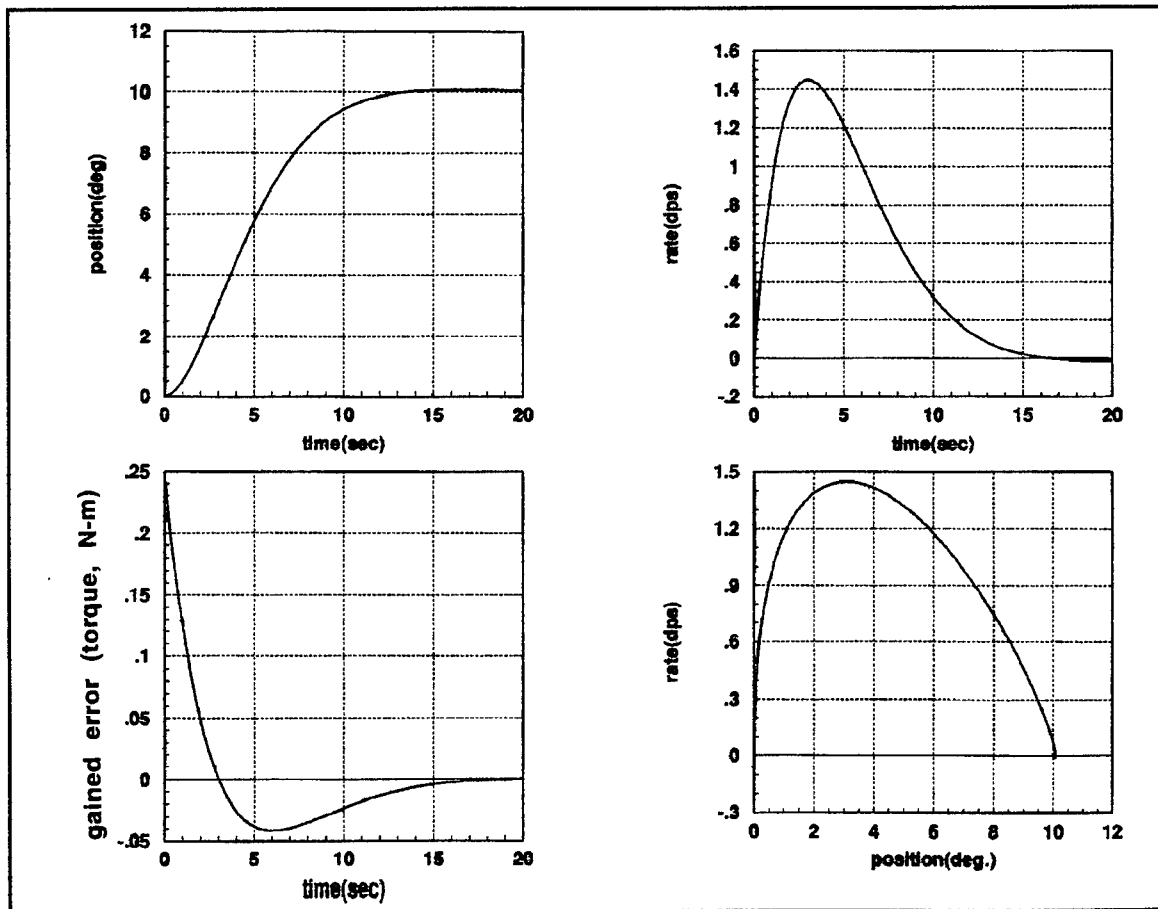 12
10
8
6
4
2
0
position(deg)
0 5 10 15 20
time(sec)
1.6
1.4
1.2
1
.8
.6
.4
.2
0
-.2
rate(dps)
0 5 10 15 20
time(sec)
.25
.2
.15
.1
.05
0
-.05
gained error (torque, N-m)
0 5 10 15 20
time(sec)
1.5
1.2
.9
.6
.3
0
-.3
rate(dps)
0 2 4 6 8 10 12
position(deg.)